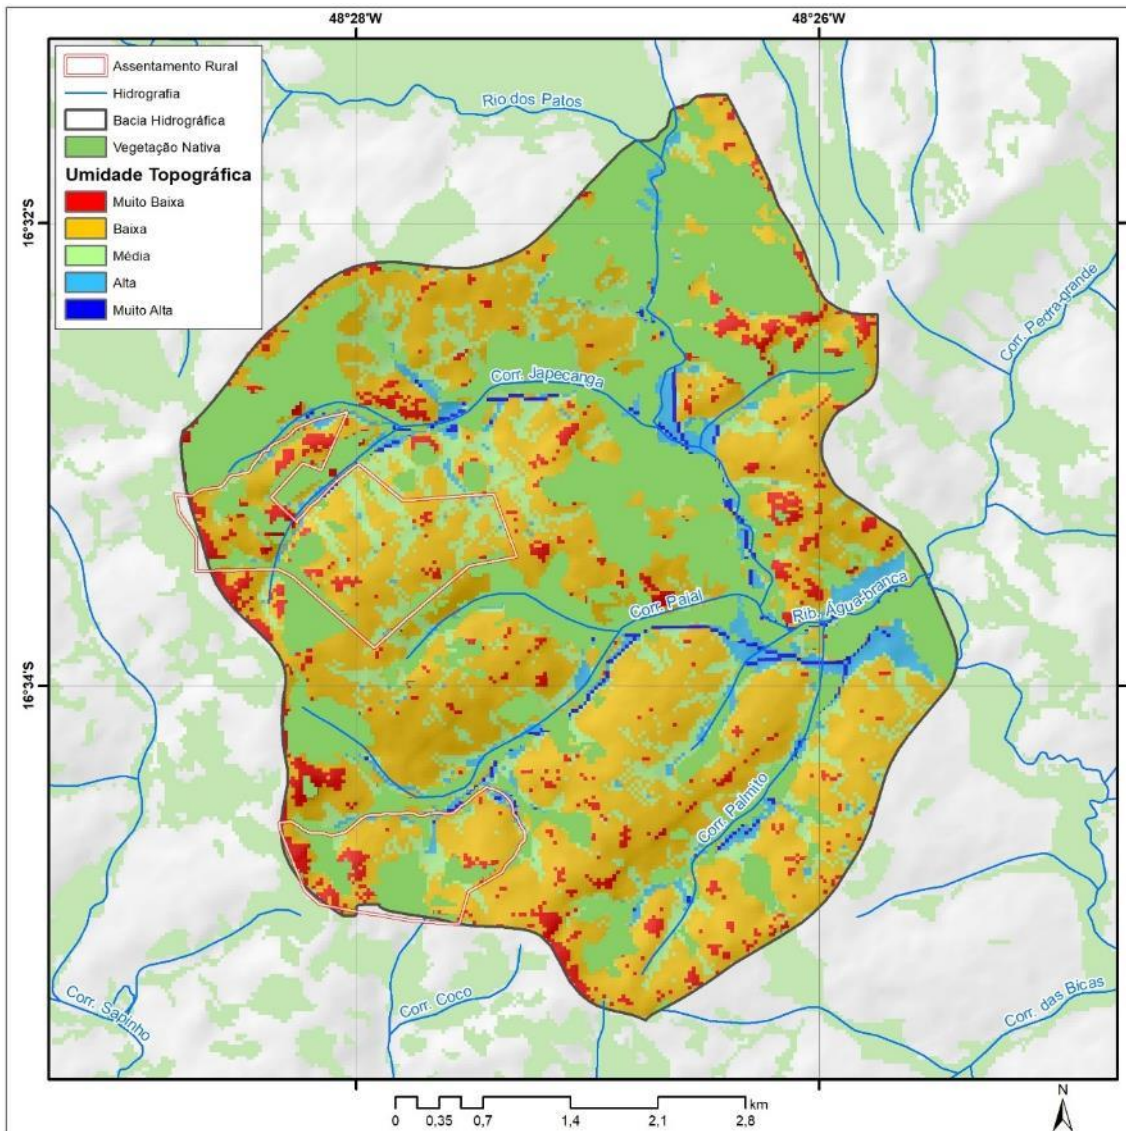 48°28'W
48°26'W
Assentamento Rural
Hidrografia
Bacia Hidrográfica
Vegetação Nativa
Umidade Topográfica
Muito Baixa
Baixa
Média
Alta
Muito Alta
Rio dos Patos
16°32'S
Corr. Pedra-grande
Corr. Japecanga
Corr. Paial
Rib. Água-branca
16°34'S
Corr. Palmito
Corr. Sapinho
Corr. Coco
Corr. das Bicas
km
0 0,35 0,7 1,4 2,1 2,8
N